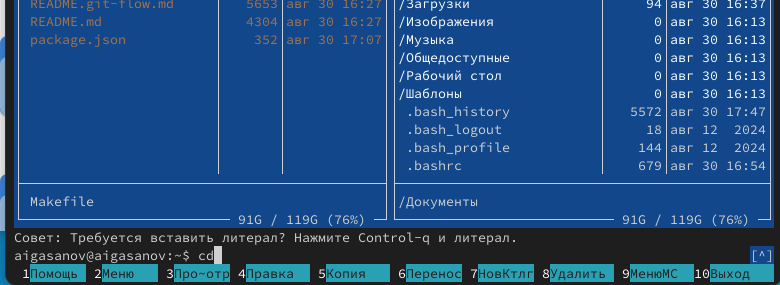 README.git-flow.md 5653 авг 30 16:27 /Загрузки 94 авг 30 16:37
README.md 4304 авг 30 16:27 /Изображения 0 авг 30 16:13
package.json 352 авг 30 17:07 /Музыка 0 авг 30 16:13
/Общедоступные 0 авг 30 16:13
/Рабочий стол 0 авг 30 16:13
/Шаблоны 0 авг 30 16:13
.bash_history 5572 авг 30 17:47
.bash_logout 18 авг 12 2024
.bash_profile 144 авг 12 2024
.bashrc 679 авг 30 16:54
Makefile /Документы
91G / 119G (76%) 91G / 119G (76%)
Совет: Требуется вставить литерал? Нажмите Control-q и литерал.
aigasanov@aigasanov:~$ cd [^]
1Помощь 2Меню 3Про~отр 4Правка 5Копия 6Перенос 7НовКтлг 8Удалить 9МенюМС 10Выход